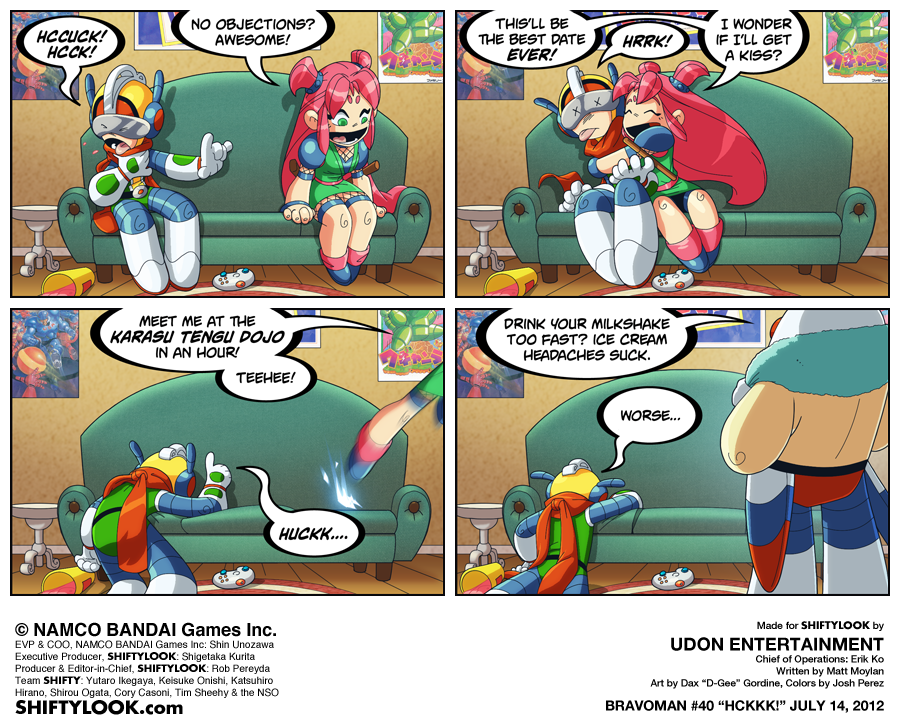 HCCUCK!
HCCK!
NO OBJECTIONS?
AWESOME!
THIS'LL BE
THE BEST DATE
EVER!
HRRK!
I WONDER
IF I'LL GET
A KISS?
MEET ME AT THE
KARASU TENGU DOJO
IN AN HOUR!
TEEHEE!
HUCKK....
DRINK YOUR MILKSHAKE
TOO FAST? ICE CREAM
HEADACHES SUCK.
WORSE...
© NAMCO BANDAI Games Inc.
EVP & COO, NAMCO BANDAI Games Inc: Shin Unozawa
Executive Producer, SHIFTYLOOK: Shigetaka Kurita
Producer & Editor-in-Chief, SHIFTYLOOK: Rob Pereyda
Team SHIFTY: Yutaro Ikegaya, Keisuke Onishi, Katsuhiro
Hirano, Shirou Ogata, Cory Casoni, Tim Sheehy & the NSO
SHIFTYLOOK.com
Made for SHIFTYLOOK by
UDON ENTERTAINMENT
Chief of Operations: Erik Ko
Written by Matt Moylan
Art by Dax "D-Gee" Gordine, Colors by Josh Perez
BRAVOMAN #40 "HCKKK!" JULY 14, 2012